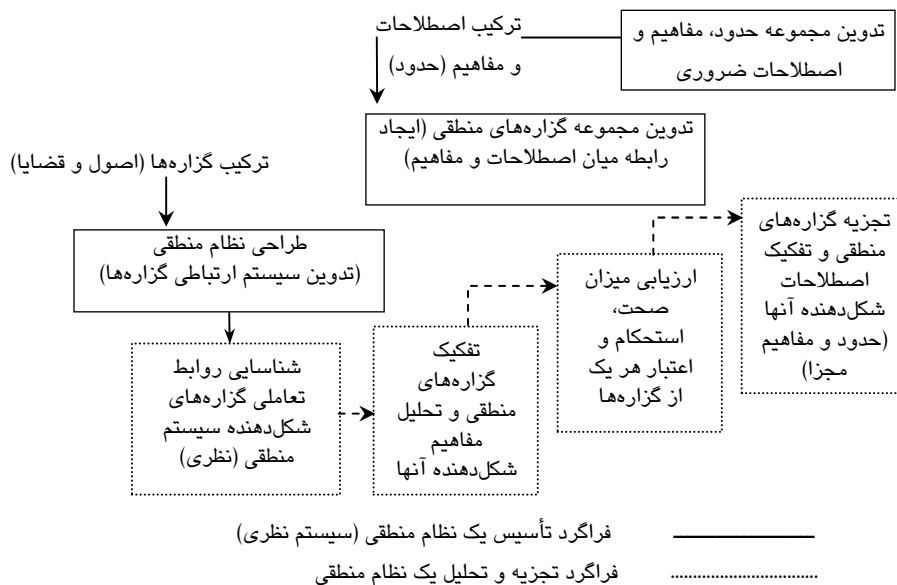 تدوین مجموعه حدود، مفاهیم و
اصطلاحات ضروری
ترکیب اصطلاحات
و مفاهیم (حدود)
تدوین مجموعه گزاره‌های منطقی (ایجاد
رابطه میان اصطلاحات و مفاهیم)
ترکیب گزاره‌ها (اصول و قضایا)
طراحی نظام منطقی
(تدوین سیستم ارتباطی گزاره‌ها)
شناسایی روابط
تعاملی گزاره‌های
شکل‌دهنده سیستم
منطقی (نظری)
تفکیک
گزاره‌های
منطقی و تحلیل
مفاهیم
شکل‌دهنده آنها
ارزیابی میزان
صحت،
استحکام و
اعتبار هر یک
از گزاره‌ها
تجزیه گزاره‌های
منطقی و تفکیک
اصطلاحات
شکل‌دهنده آنها
(حدود و مفاهیم
مجزا)
فراگرد تأسیس یک نظام منطقی (سیستم نظری)
فراگرد تجزیه و تحلیل یک نظام منطقی